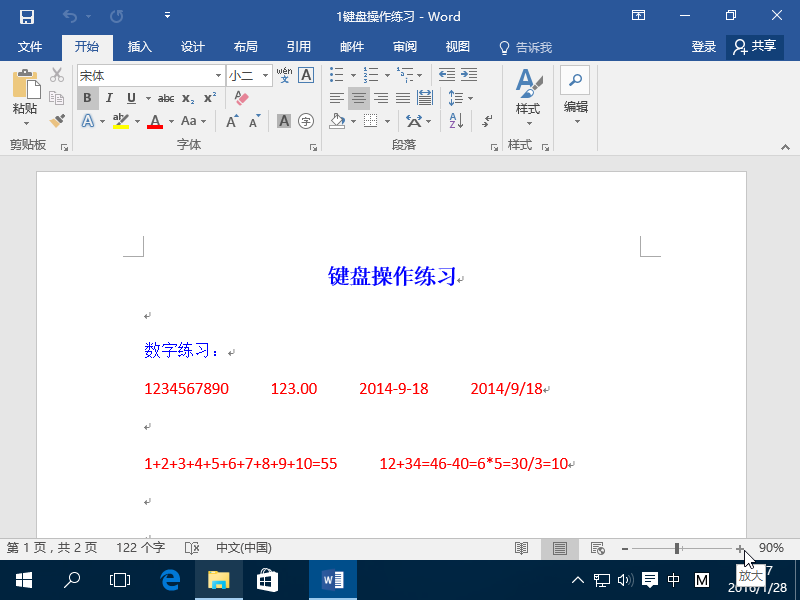 1键盘操作练习 - Word
文件 开始 插入 设计 布局 引用 邮件 审阅 视图 告诉我 登录 共享
宋体 小二 wén 文 A
粘贴 B I U abc X₂ X² 样式 编辑
A aby A Aa A A A 字 A Z
剪贴板 字体 段落 样式
键盘操作练习
数字练习：
1234567890 123.00 2014-9-18 2014/9/18
1+2+3+4+5+6+7+8+9+10=55 12+34=46-40=6*5=30/3=10
第 1 页，共 2 页 122 个字 中文(中国) 90%
放大
中 M
2016/1/28